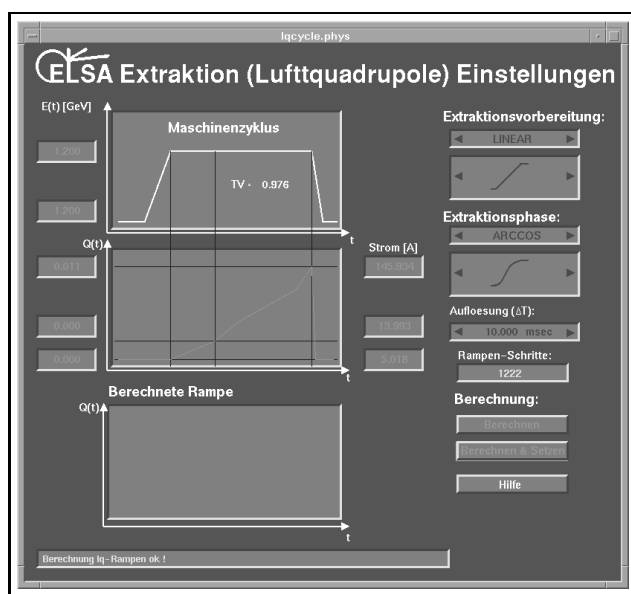 lqcycle.phys
ELSA Extraktion (Lufttquadrupole) Einstellungen
E(t) [GeV]
Maschinenzyklus
1.200
TV - 0.976
1.200
t
Q(t)
Strom [A]
0.011
145.934
0.000
13.993
0.000
5.018
t
Berechnete Rampe
Q(t)
t
Extraktionsvorbereitung:
LINEAR
Extraktionsphase:
ARCCOS
Aufloesung (ΔT):
10.000 msec
Rampen-Schritte:
1222
Berechnung:
Berechnen
Berechnen & Setzen
Hilfe
Berechnung lq-Rampen ok !